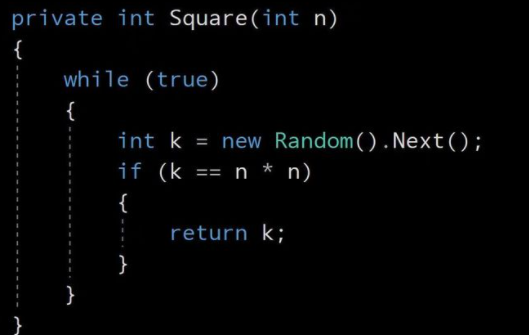 private int Square(int n)
{
    while (true)
    {
        int k = new Random().Next();
        if (k == n * n)
        {
            return k;
        }
    }
}